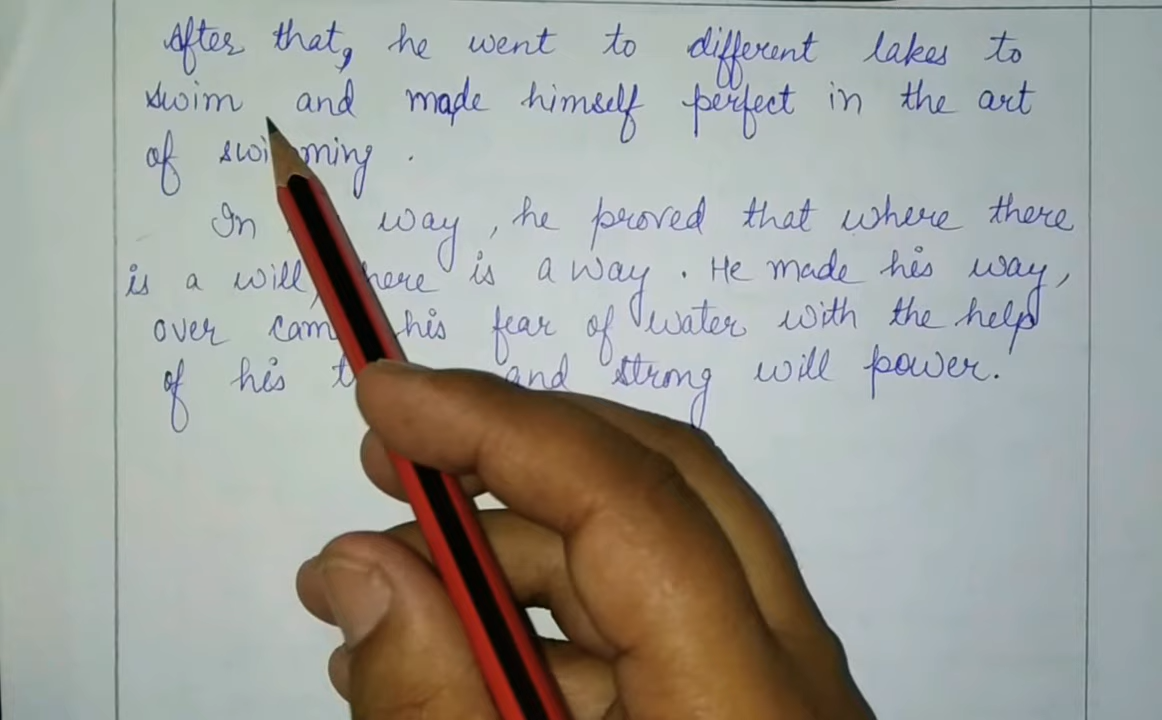 After that, he went to different lakes to
swim and made himself perfect in the art
of swimming .
In way , he proved that where there
is a will, there is a way . He made his way,
over came his fear of water with the help
of his and strong will power.